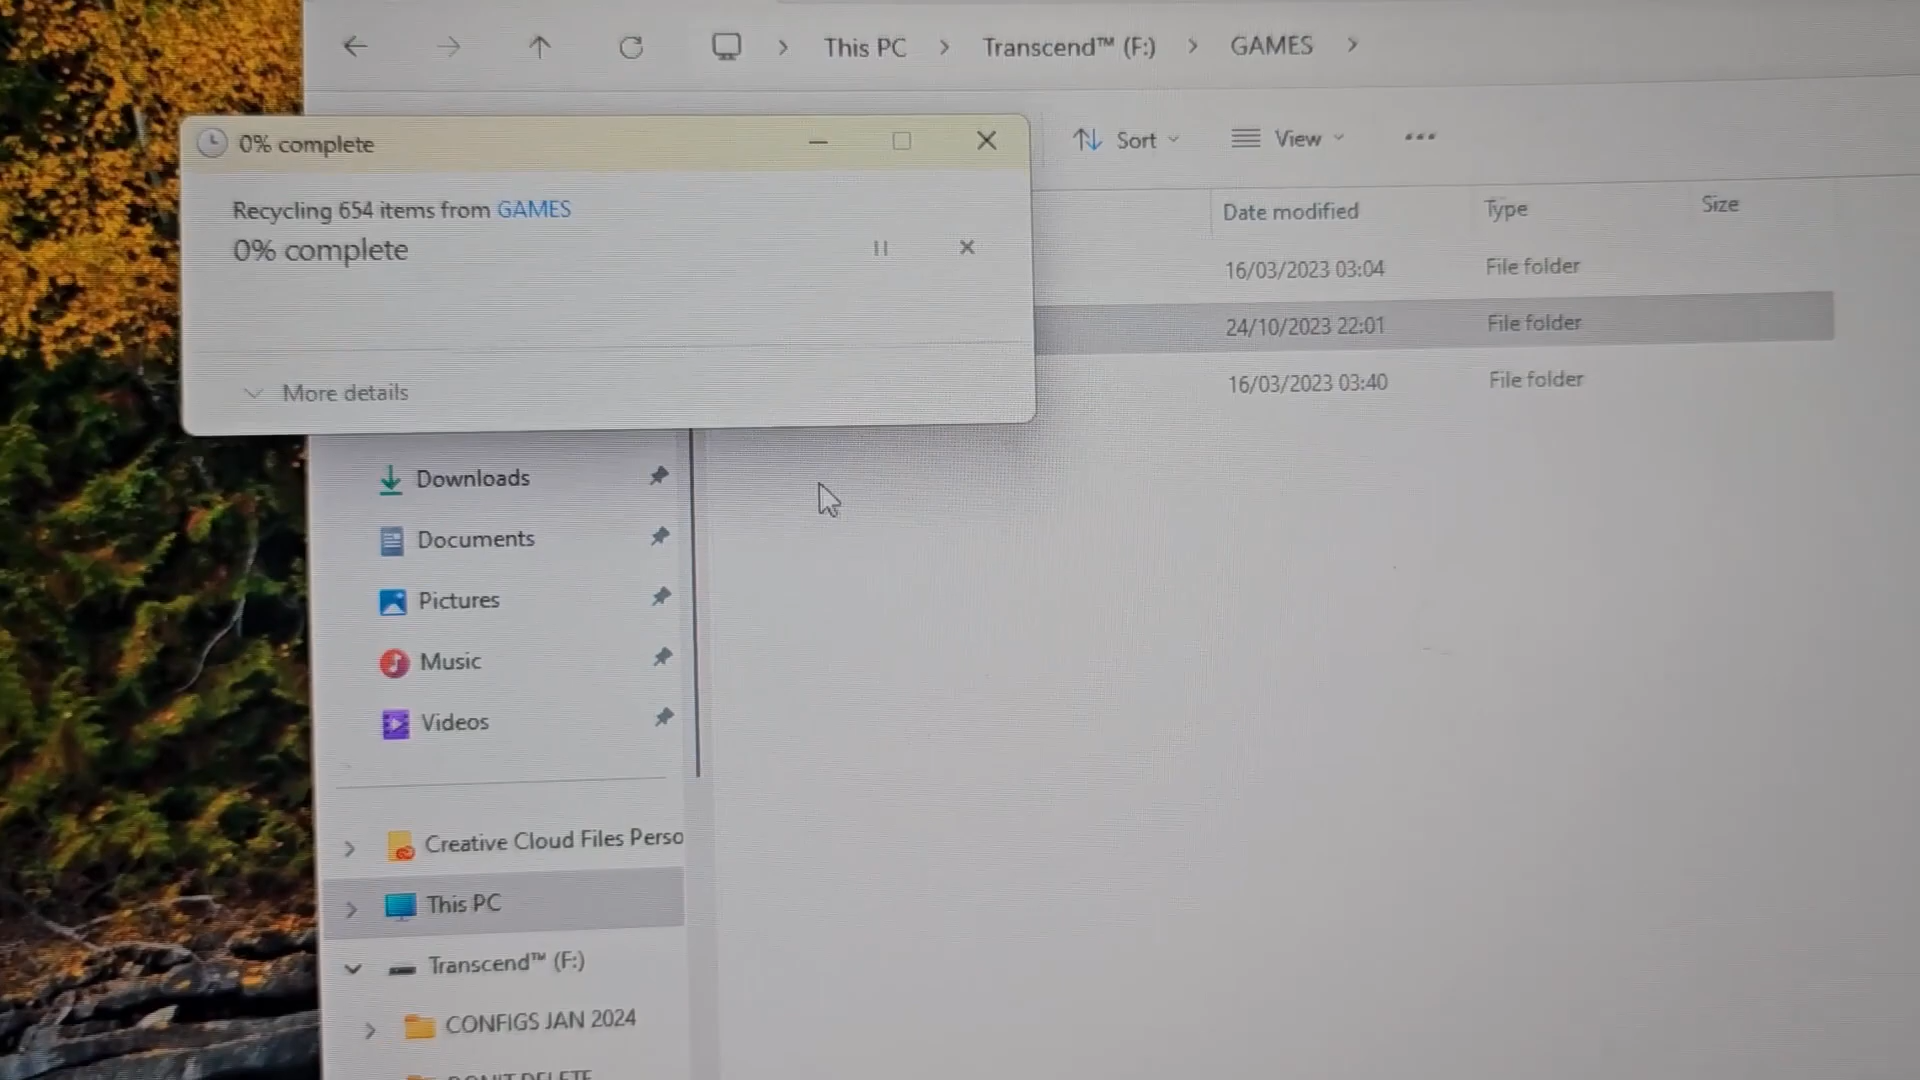 This PC > Transcend™ (F:) > GAMES >
0% complete
Sort
View
Recycling 654 items from GAMES
0% complete
More details
Date modified
Type
Size
16/03/2023 03:04
File folder
24/10/2023 22:01
File folder
16/03/2023 03:40
File folder
Downloads
Documents
Pictures
Music
Videos
Creative Cloud Files Perso
This PC
Transcend™ (F:)
CONFIGS JAN 2024